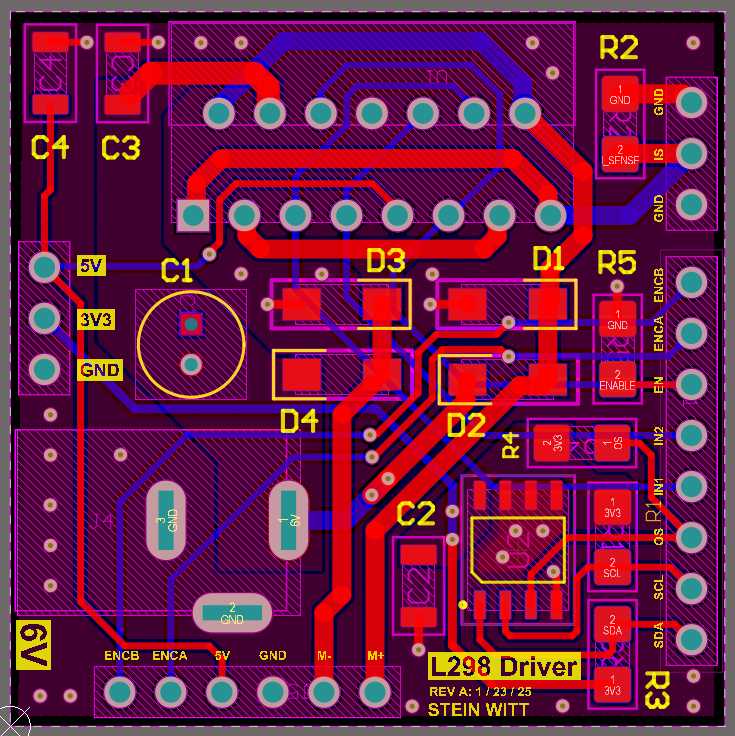 R2
C4
C3
C4
1
GND
2
I_SENSE
GND
IS
GND
5V
3V3
GND
C1
D3
D1
R5
ENCB
ENCA
EN
IN2
IN1
OS
SCL
SDA
1
GND
2
ENABLE
D4
D2
R4
2
3V3
1
OS
J4
3
GND
1
6V
2
GND
C2
C2
U2
R1
1
3V3
2
SCL
2
SDA
1
3V3
R3
6V
ENCB ENCA 5V GND M- M+
L298 Driver
REV A: 1 / 23 / 25
STEIN WITT